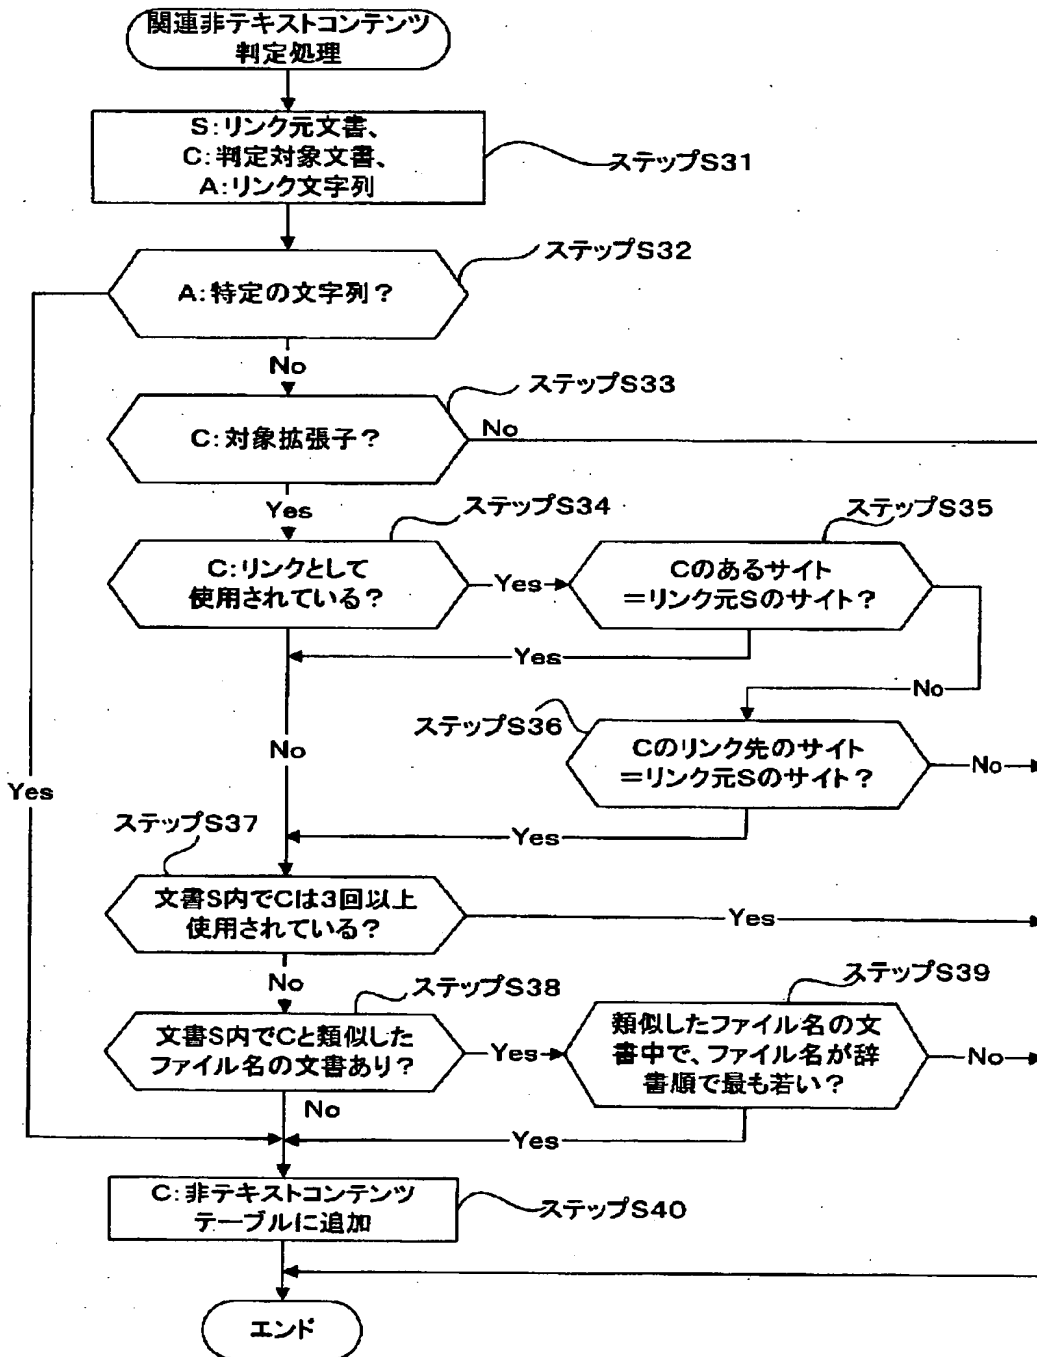 関連非テキストコンテンツ
判定処理
S:リンク元文書、
C:判定対象文書、
A:リンク文字列
ステップS31
ステップS32
A:特定の文字列?
No
ステップS33
C:対象拡張子?
No
Yes
ステップS34
ステップS35
C:リンクとして
使用されている?
Yes
Cのあるサイト
=リンク元Sのサイト?
Yes
No
ステップS36
Cのリンク先のサイト
=リンク元Sのサイト?
No
No
Yes
Yes
ステップS37
文書S内でCは3回以上
使用されている?
Yes
No
ステップS38
ステップS39
文書S内でCと類似した
ファイル名の文書あり?
Yes
類似したファイル名の文
書中で、ファイル名が辞
書順で最も若い?
No
No
Yes
C:非テキストコンテンツ
テーブルに追加
ステップS40
エンド